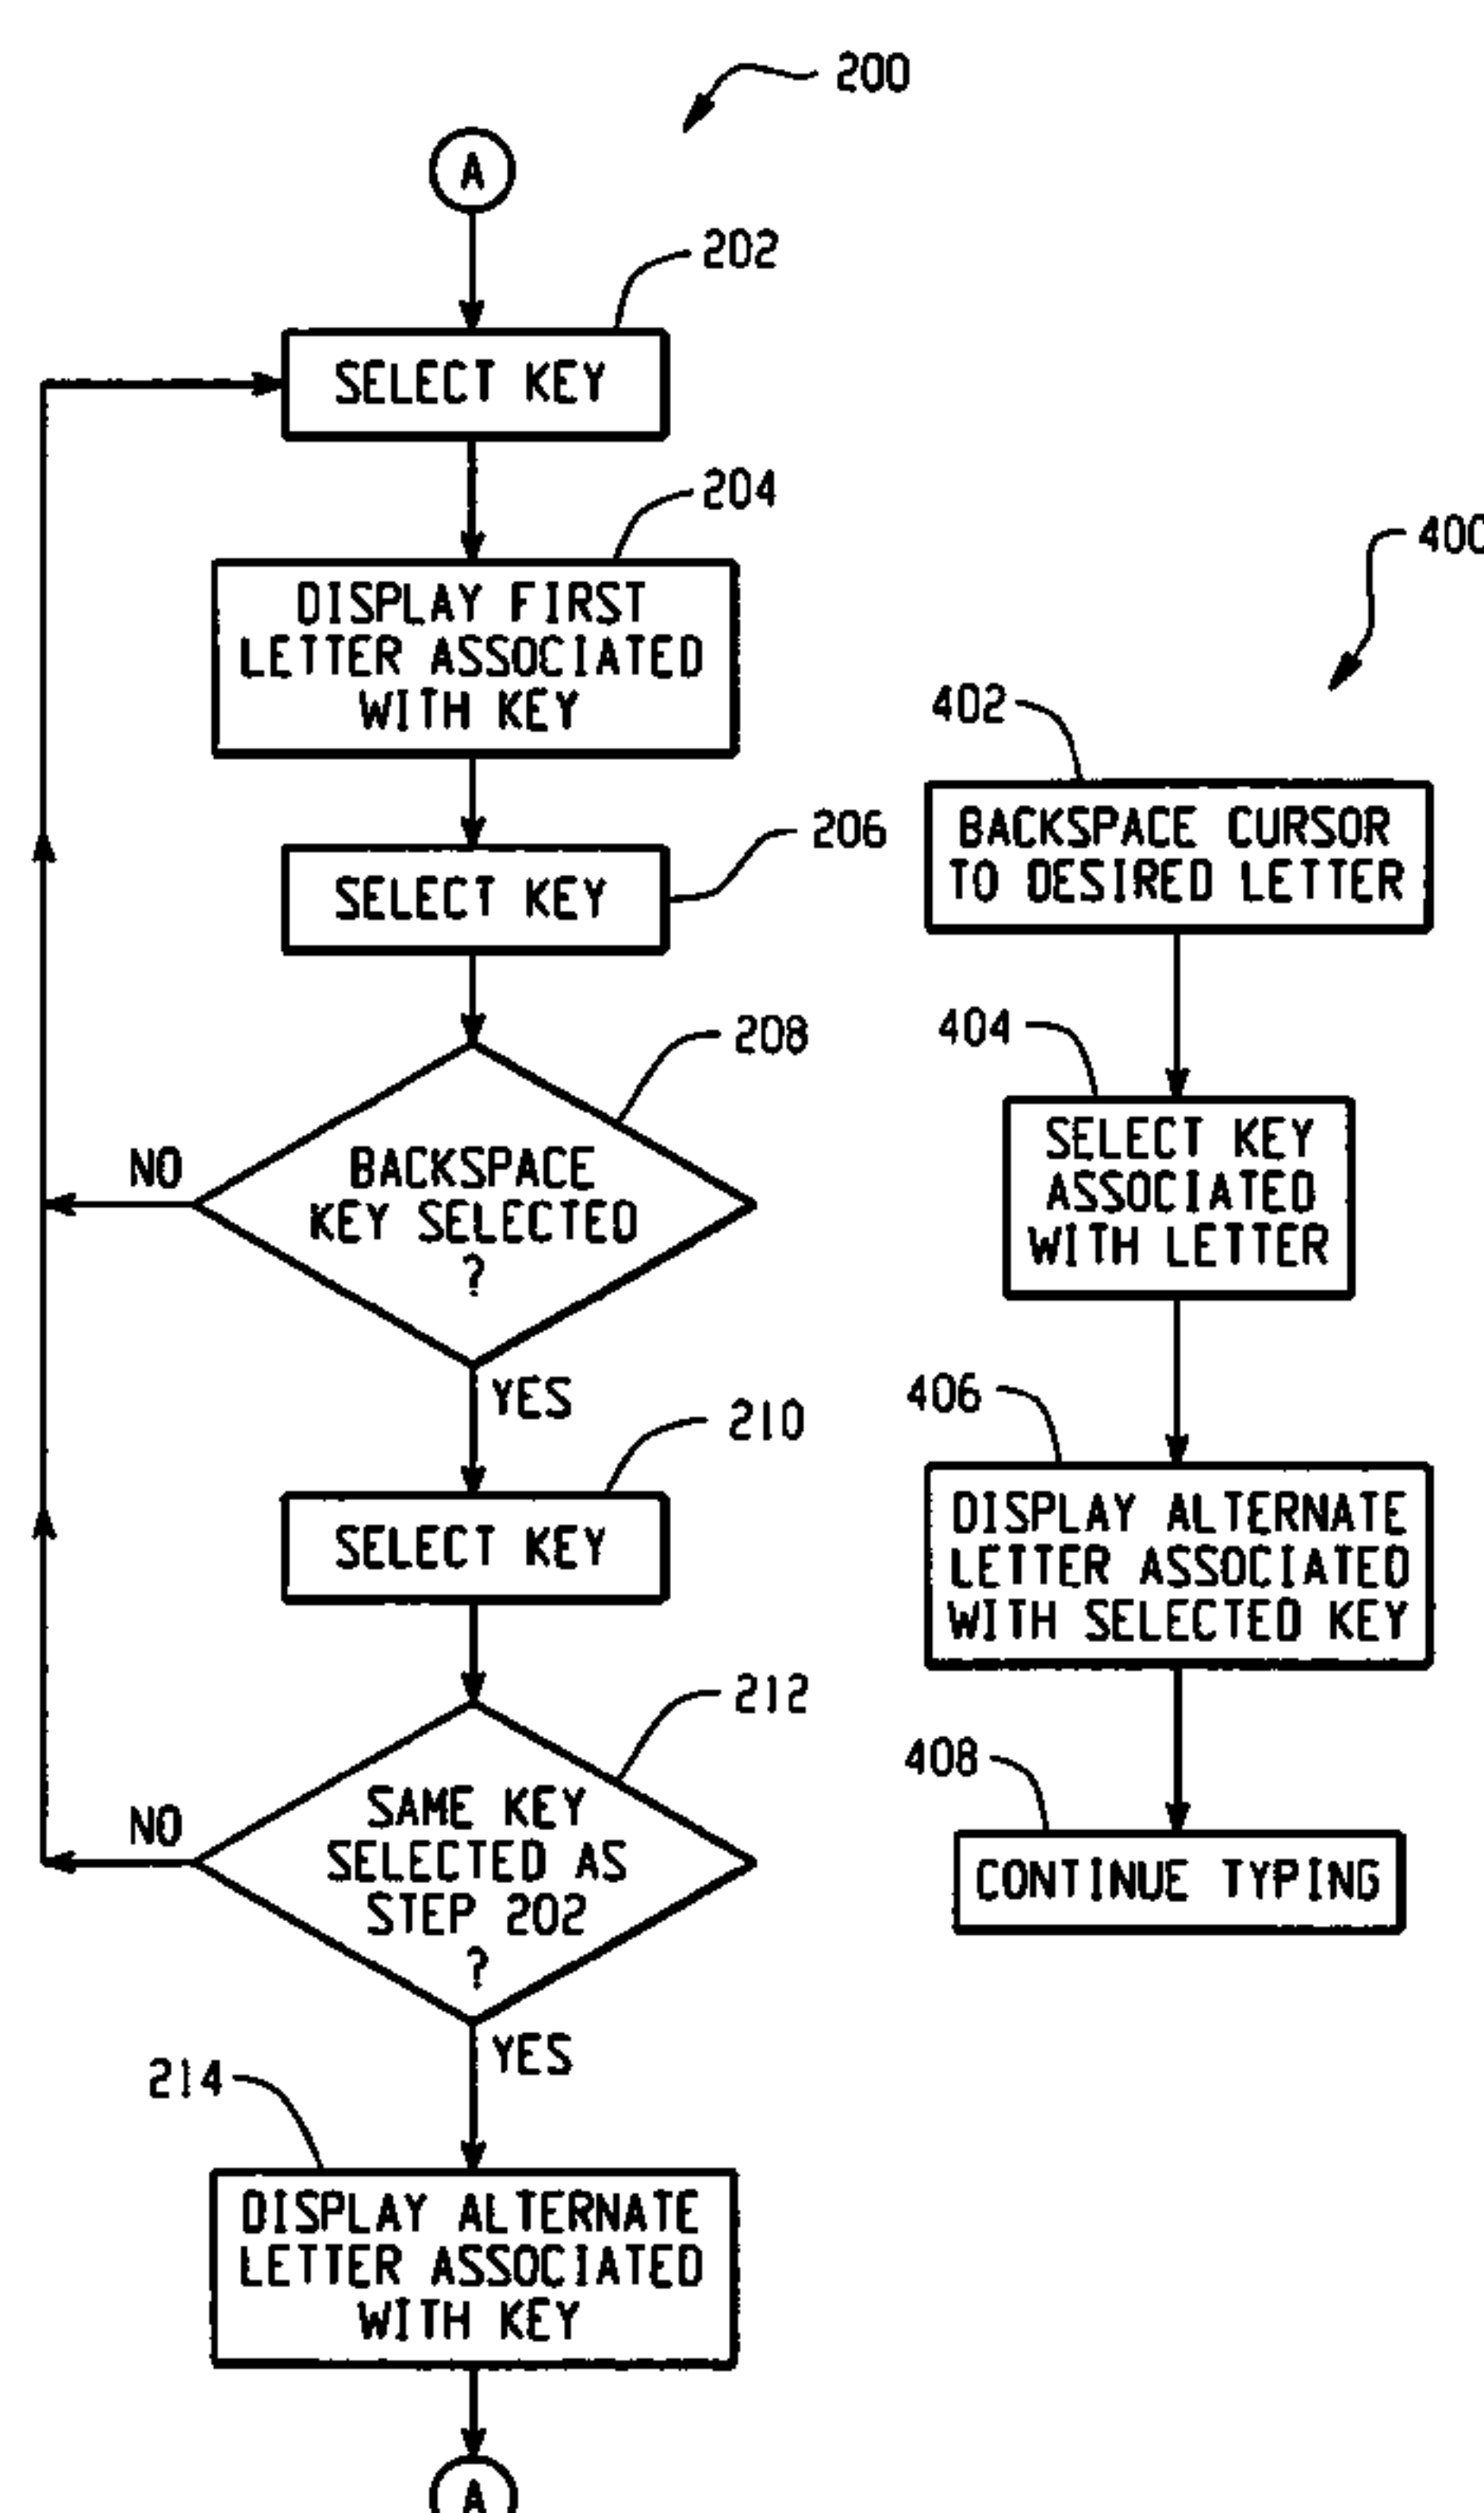 200
A
202
SELECT KEY
204
DISPLAY FIRST
LETTER ASSOCIATED
WITH KEY
206
SELECT KEY
208
BACKSPACE
KEY SELECTED
?
NO
YES
210
SELECT KEY
212
SAME KEY
SELECTED AS
STEP 202
?
NO
YES
214
DISPLAY ALTERNATE
LETTER ASSOCIATED
WITH KEY
A
400
402
BACKSPACE CURSOR
TO DESIRED LETTER
404
SELECT KEY
ASSOCIATED
WITH LETTER
406
DISPLAY ALTERNATE
LETTER ASSOCIATED
WITH SELECTED KEY
408
CONTINUE TYPING